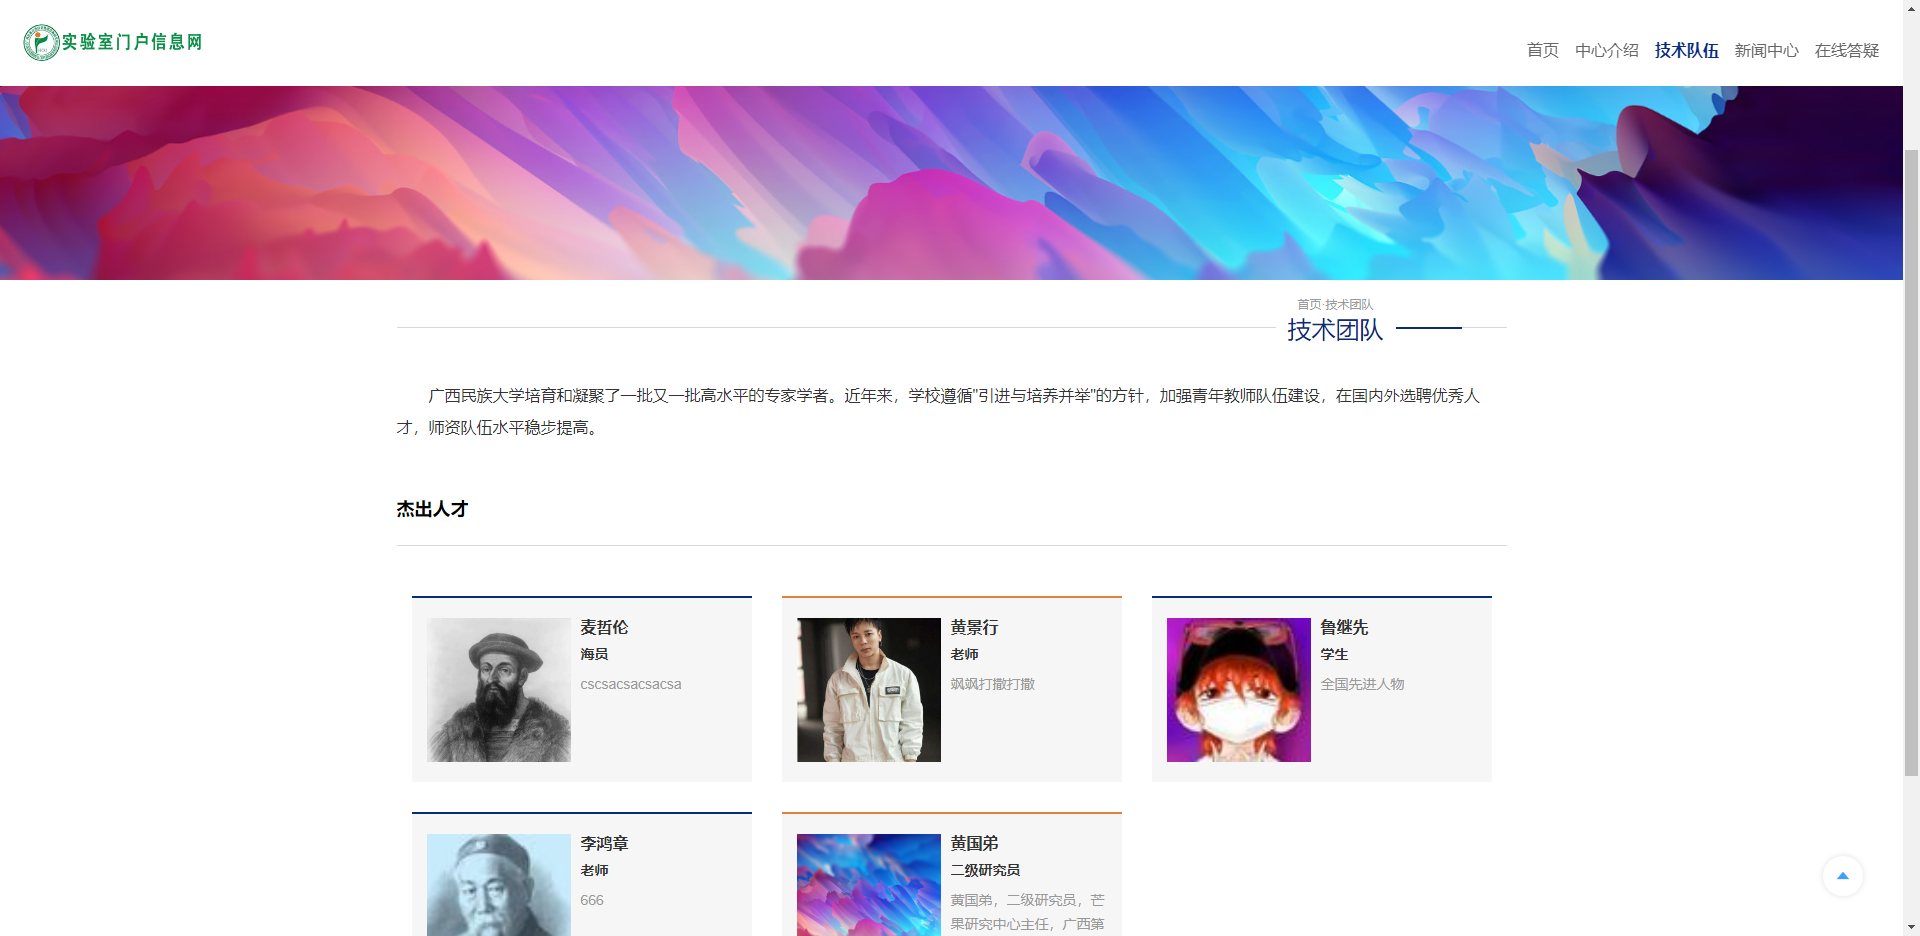 实验室门户信息网
首页 中心介绍 技术队伍 新闻中心 在线答疑
首页·技术团队
技术团队
广西民族大学培育和凝聚了一批又一批高水平的专家学者。近年来，学校遵循"引进与培养并举"的方针，加强青年教师队伍建设，在国内外选聘优秀人
才，师资队伍水平稳步提高。
杰出人才
麦哲伦
海员
cscsacsacsacsa
黄景行
老师
飒飒打撒打撒
鲁继先
学生
全国先进人物
李鸿章
老师
666
黄国弟
二级研究员
黄国弟，二级研究员，芒
果研究中心主任，广西第